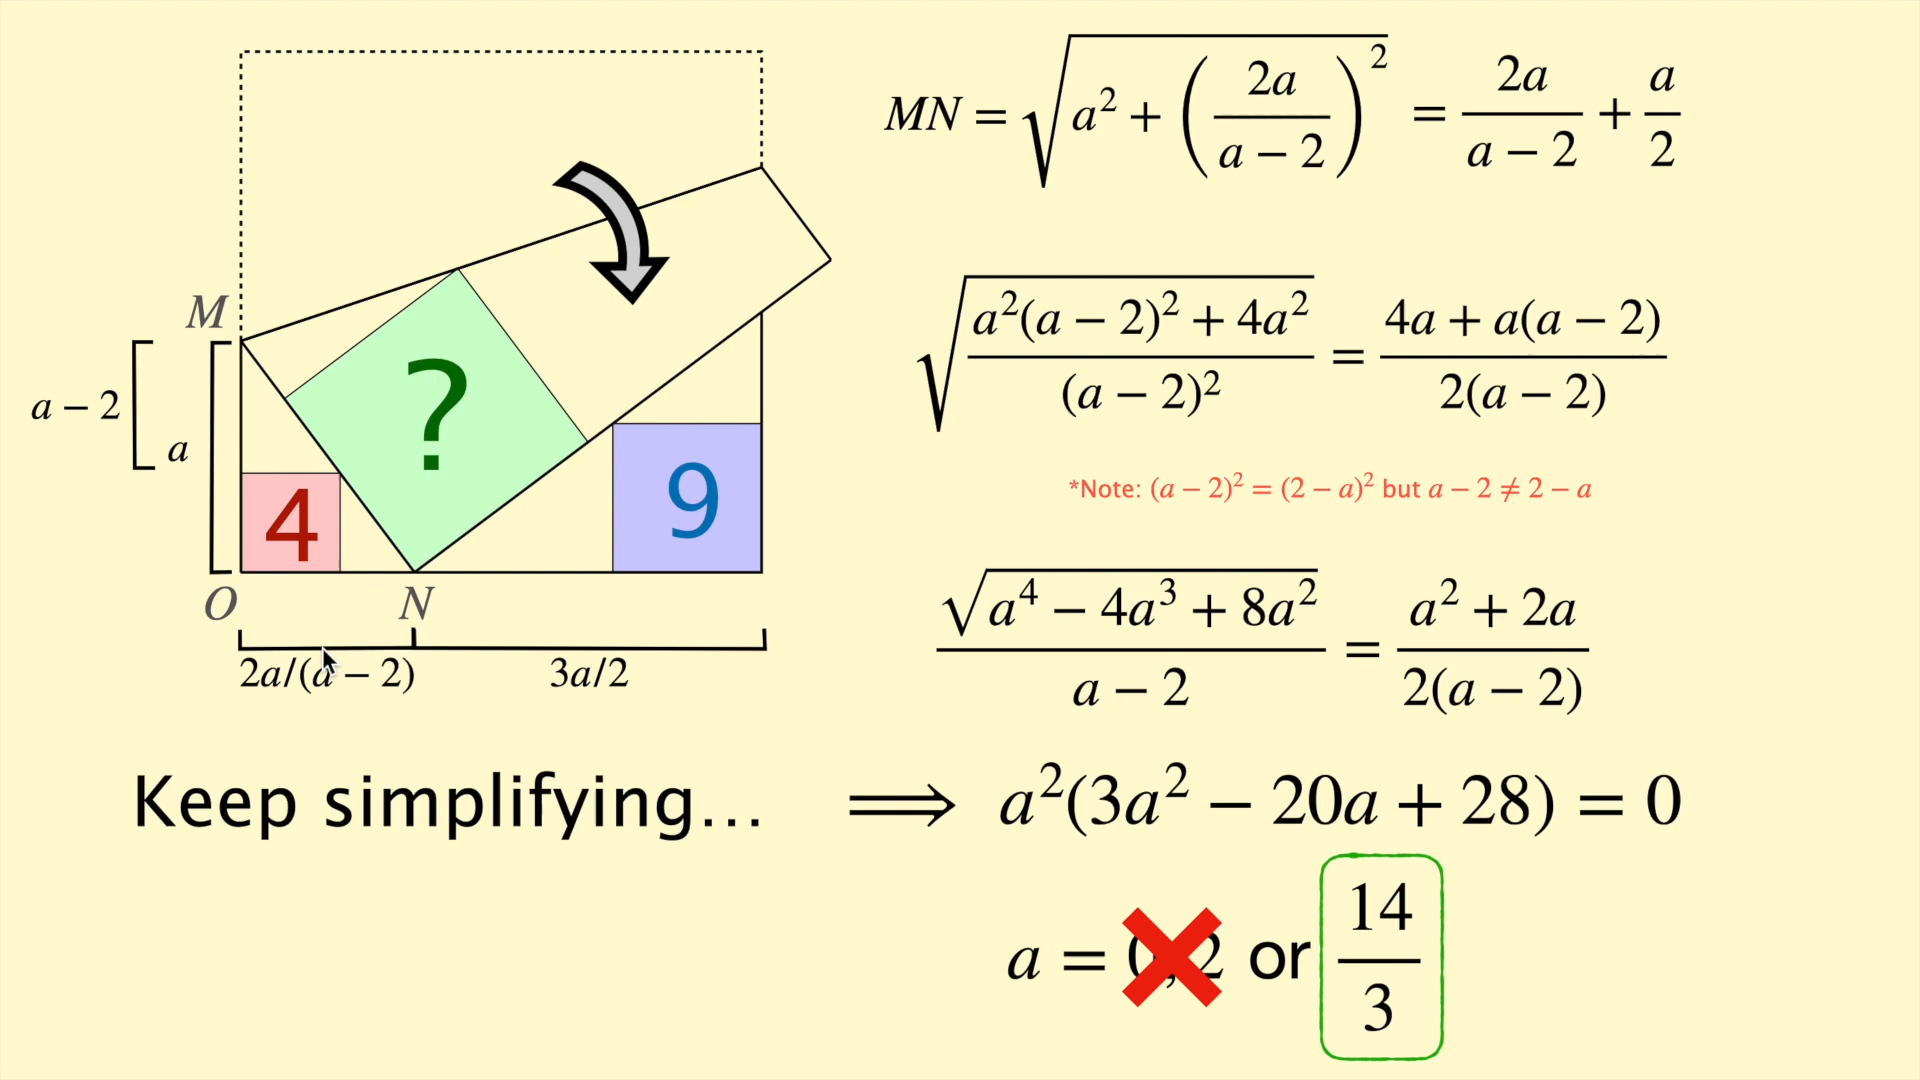 M
a − 2
a
?
4
9
O
N
2a/(a − 2)
3a/2
MN = √(a² + (2a/(a − 2))²) = 2a/(a − 2) + a/2
√((a²(a − 2)² + 4a²)/(a − 2)²) = (4a + a(a − 2))/(2(a − 2))
*Note: (a − 2)² = (2 − a)² but a − 2 ≠ 2 − a
√(a⁴ − 4a³ + 8a²)/(a − 2) = (a² + 2a)/(2(a − 2))
Keep simplifying... ⟹ a²(3a² − 20a + 28) = 0
a = 0, 2 or 14/3